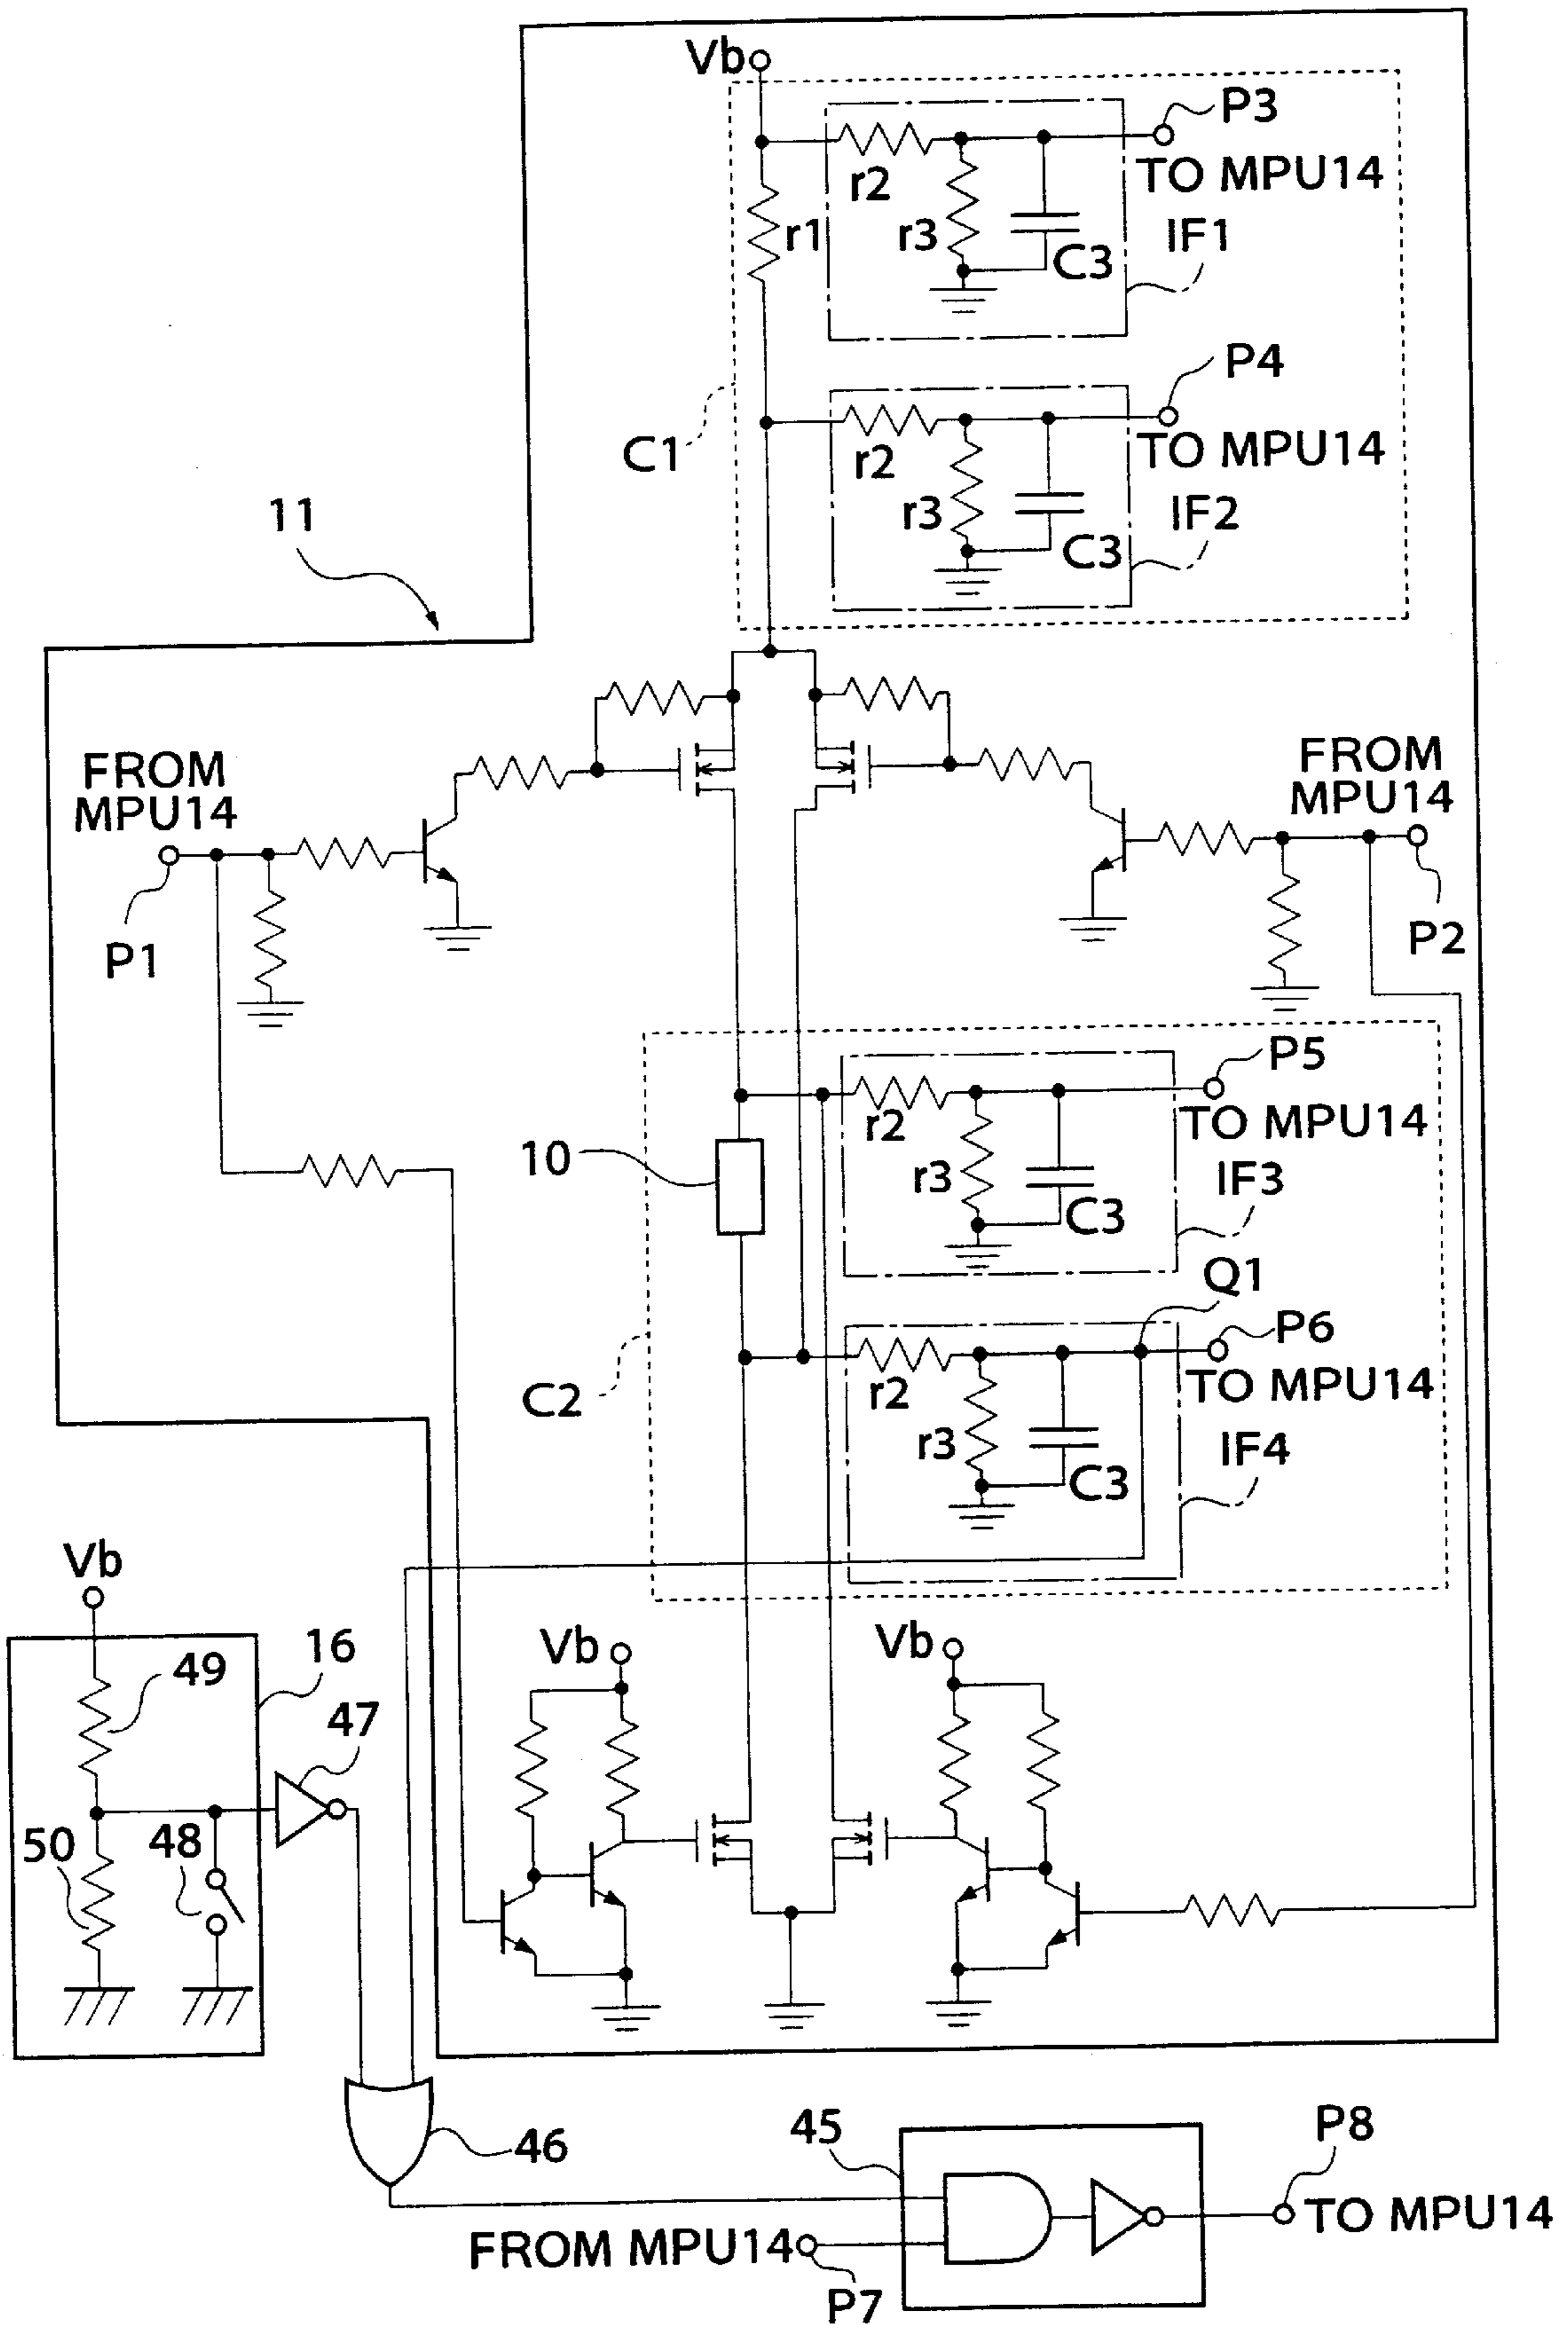 Vb
P3
TO MPU14
r2
r1
r3
C3
IF1
P4
C1
TO MPU14
r2
r3
C3
IF2
11
FROM
MPU14
FROM
MPU14
P1
P2
P5
r2
TO MPU14
10
r3
C3
IF3
Q1
P6
C2
r2
TO MPU14
r3
C3
IF4
Vb
Vb
Vb
16
49
47
50
48
46
45
P8
FROM MPU14
TO MPU14
P7